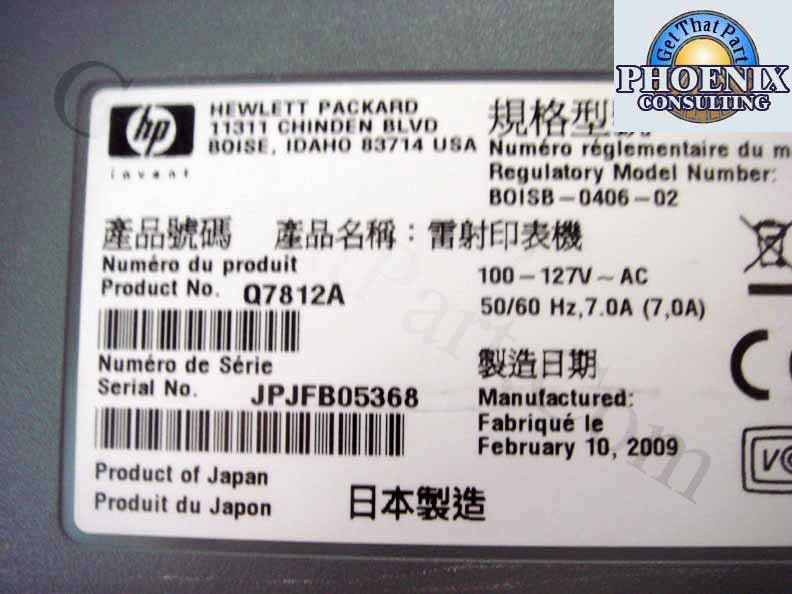 Get That Part
PHOENIX
CONSULTING
hp
invent
HEWLETT PACKARD
11311 CHINDEN BLVD
BOISE, IDAHO 83714 USA
規格型
Numéro réglementaire du m
Regulatory Model Number:
BOISB-0406-02
產品號碼 產品名稱：雷射印表機
Numéro du produit
Product No. Q7812A
100-127V~AC
50/60 Hz,7.0A (7,0A)
Numéro de Série
Serial No. JPJFB05368
製造日期
Manufactured:
Fabriqué le
February 10, 2009
Product of Japan
Produit du Japon
日本製造